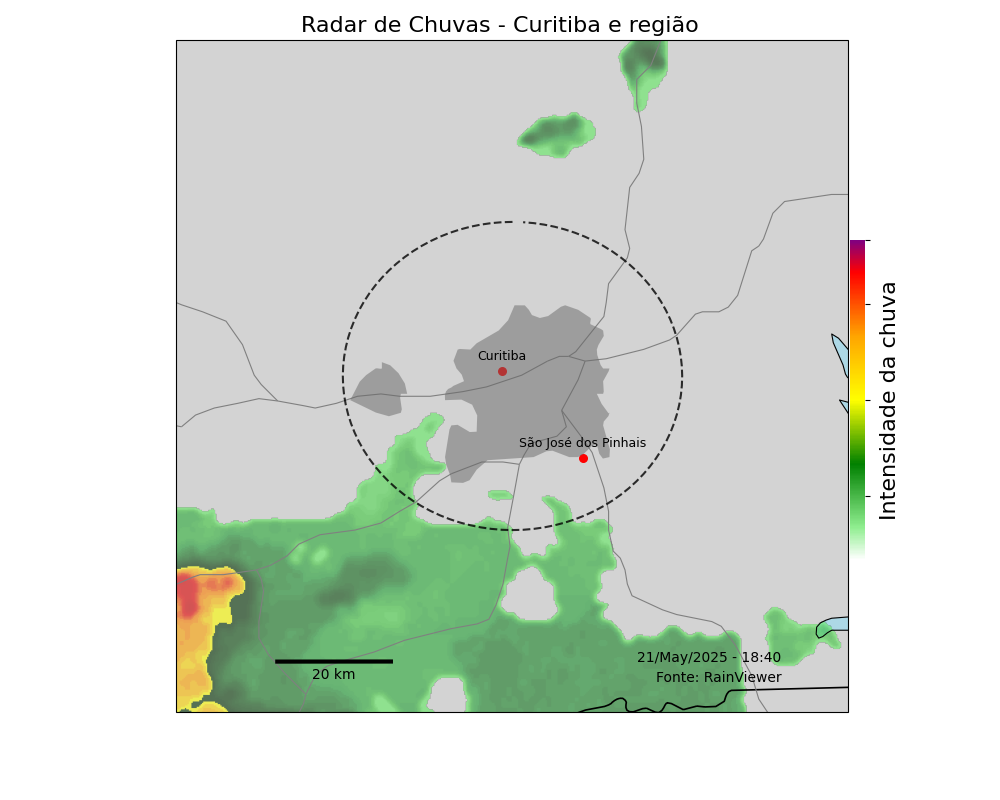 Radar de Chuvas - Curitiba e região
Curitiba
São José dos Pinhais
Intensidade da chuva
21/May/2025 - 18:40
Fonte: RainViewer
20 km